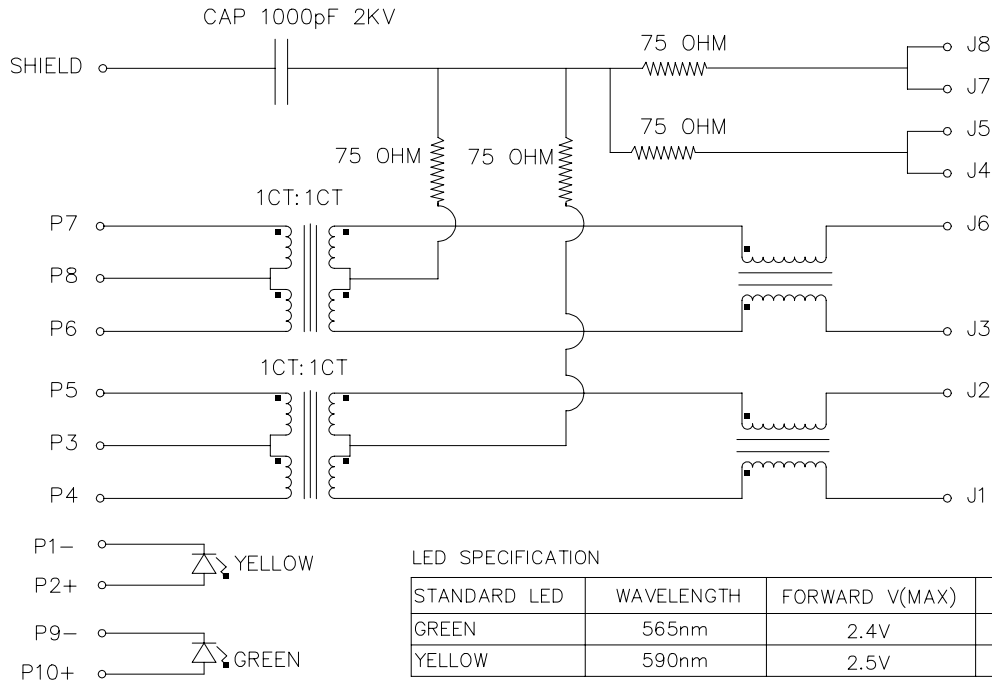 CAP 1000pF 2KV
SHIELD
75 OHM
J8
J7
75 OHM
J5
J4
75 OHM
75 OHM
1CT:1CT
P7
J6
P8
P6
J3
1CT:1CT
P5
J2
P3
P4
J1
P1-
YELLOW
P2+
P9-
GREEN
P10+
LED SPECIFICATION
STANDARD LED WAVELENGTH FORWARD V(MAX)
GREEN 565nm 2.4V
YELLOW 590nm 2.5V